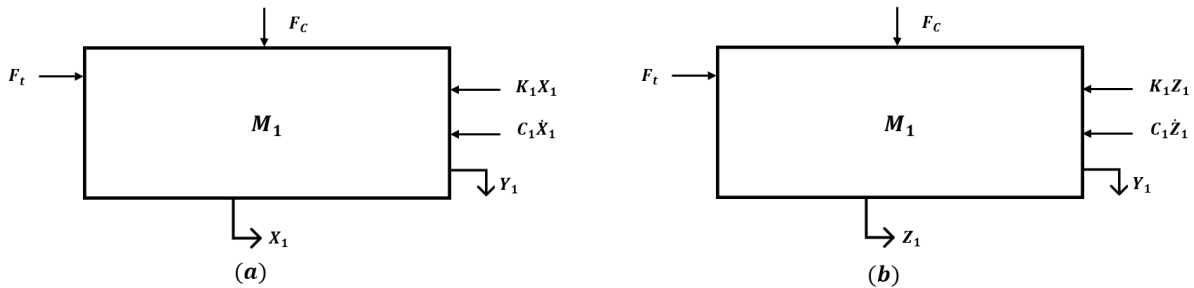 F_C
F_t
M_1
K_1X_1
C_1Ẋ_1
Y_1
X_1
(a)
F_C
F_t
M_1
K_1Z_1
C_1Ż_1
Y_1
Z_1
(b)